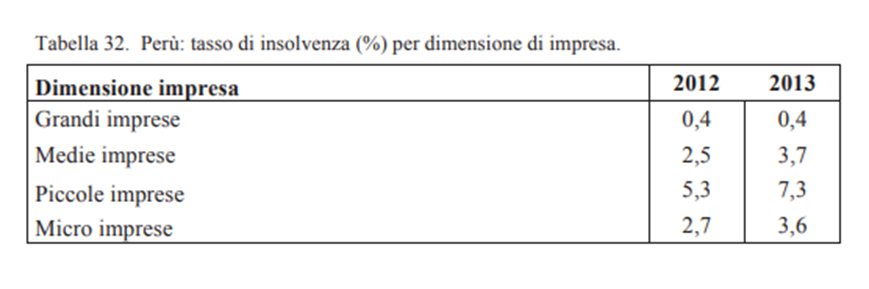 Tabella 32. Perù: tasso di insolvenza (%) per dimensione di impresa.
Dimensione impresa 2012 2013
Grandi imprese 0,4 0,4
Medie imprese 2,5 3,7
Piccole imprese 5,3 7,3
Micro imprese 2,7 3,6